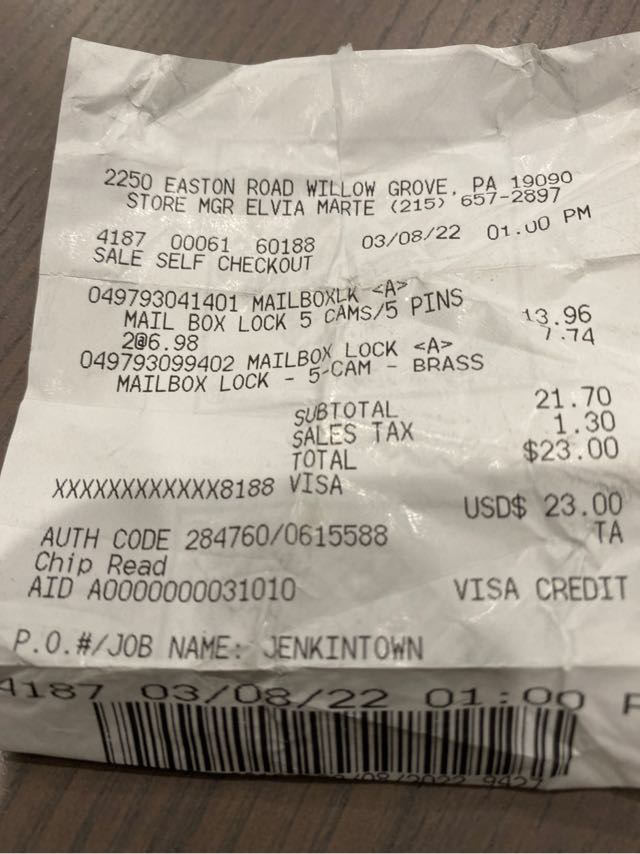 2250 EASTON ROAD WILLOW GROVE, PA 19090
STORE MGR ELVIA MARTE (215) 657-2897
4187 00061 60188 03/08/22 01:00 PM
SALE SELF CHECKOUT
049793041401 MAILBOXLK <A>
MAIL BOX LOCK 5 CAMS/5 PINS
2@6.98 13.96
049793099402 MAILBOX LOCK <A> 7.74
MAILBOX LOCK - 5-CAM - BRASS
SUBTOTAL 21.70
SALES TAX 1.30
TOTAL $23.00
XXXXXXXXXXXX8188 VISA
USD$ 23.00
AUTH CODE 284760/0615588 TA
Chip Read
AID A0000000031010 VISA CREDIT
P.O.#/JOB NAME: JENKINTOWN
4187 03/08/22 01:00